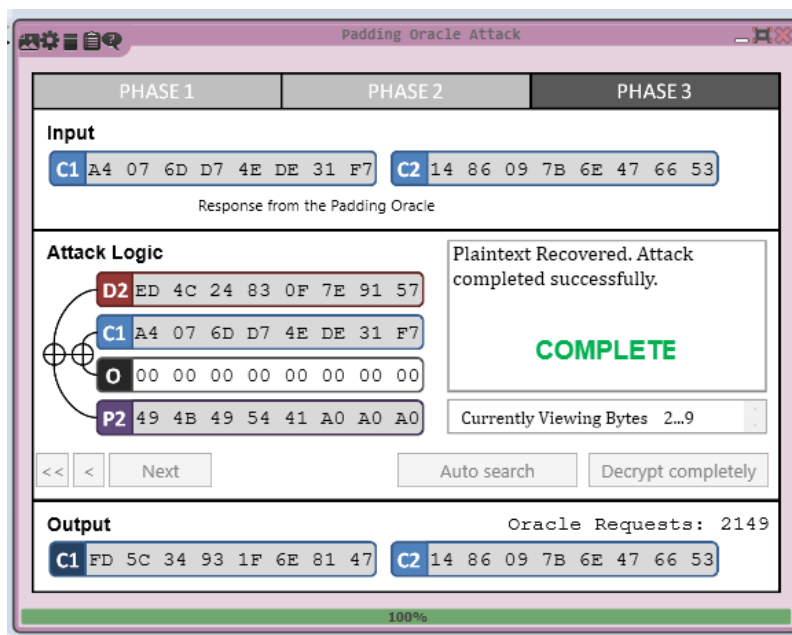 Padding Oracle Attack
PHASE 1 PHASE 2 PHASE 3
Input
C1 A4 07 6D D7 4E DE 31 F7 C2 14 86 09 7B 6E 47 66 53
Response from the Padding Oracle
Attack Logic
D2 ED 4C 24 83 0F 7E 91 57
C1 A4 07 6D D7 4E DE 31 F7
O 00 00 00 00 00 00 00 00
P2 49 4B 49 54 41 A0 A0 A0
Plaintext Recovered. Attack
completed successfully.
COMPLETE
Currently Viewing Bytes 2...9
<< < Next Auto search Decrypt completely
Output Oracle Requests: 2149
C1 FD 5C 34 93 1F 6E 81 47 C2 14 86 09 7B 6E 47 66 53
100%